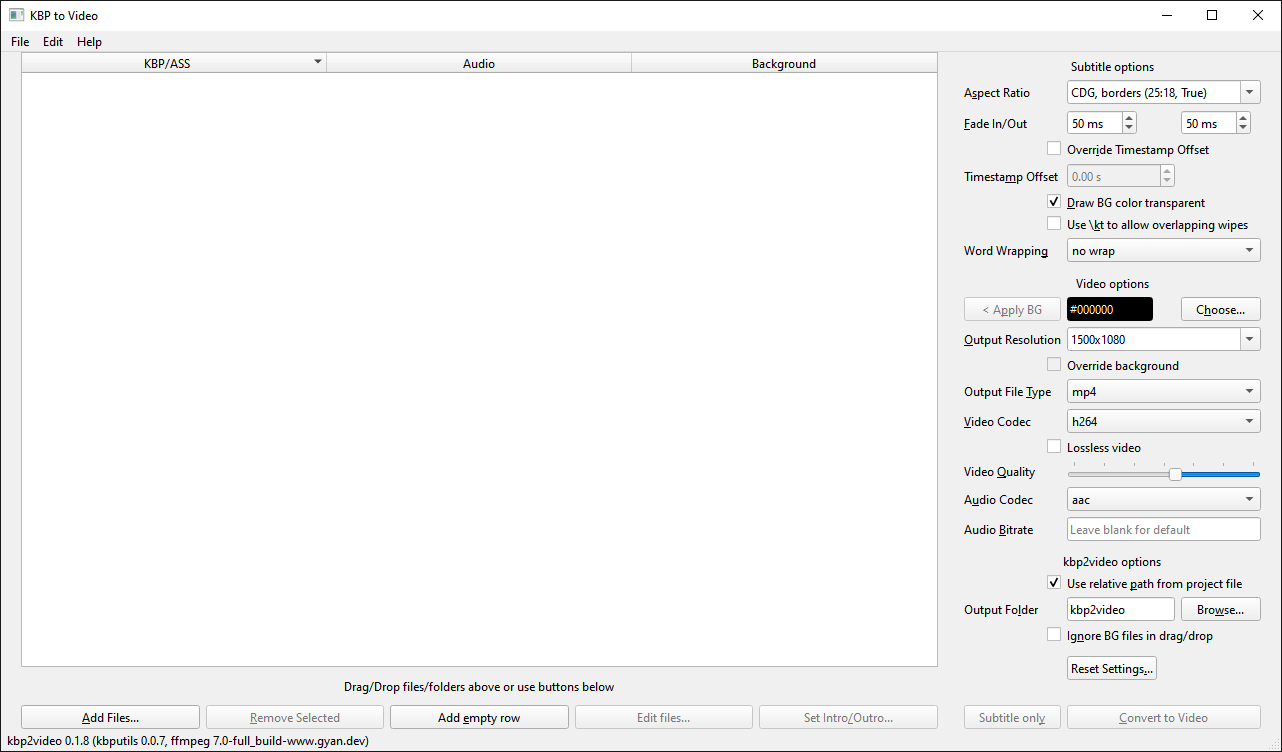 KBP to Video
File Edit Help
KBP/ASS Audio Background
Subtitle options
Aspect Ratio CDG, borders (25:18, True)
Fade In/Out 50 ms 50 ms
Override Timestamp Offset
Timestamp Offset 0.00 s
Draw BG color transparent
Use \kt to allow overlapping wipes
Word Wrapping no wrap
Video options
< Apply BG #000000 Choose...
Output Resolution 1500x1080
Override background
Output File Type mp4
Video Codec h264
Lossless video
Video Quality
Audio Codec aac
Audio Bitrate Leave blank for default
kbp2video options
Use relative path from project file
Output Folder kbp2video Browse...
Ignore BG files in drag/drop
Reset Settings...
Drag/Drop files/folders above or use buttons below
Add Files... Remove Selected Add empty row Edit files... Set Intro/Outro... Subtitle only Convert to Video
kbp2video 0.1.8 (kbputils 0.0.7, ffmpeg 7.0-full_build-www.gyan.dev)